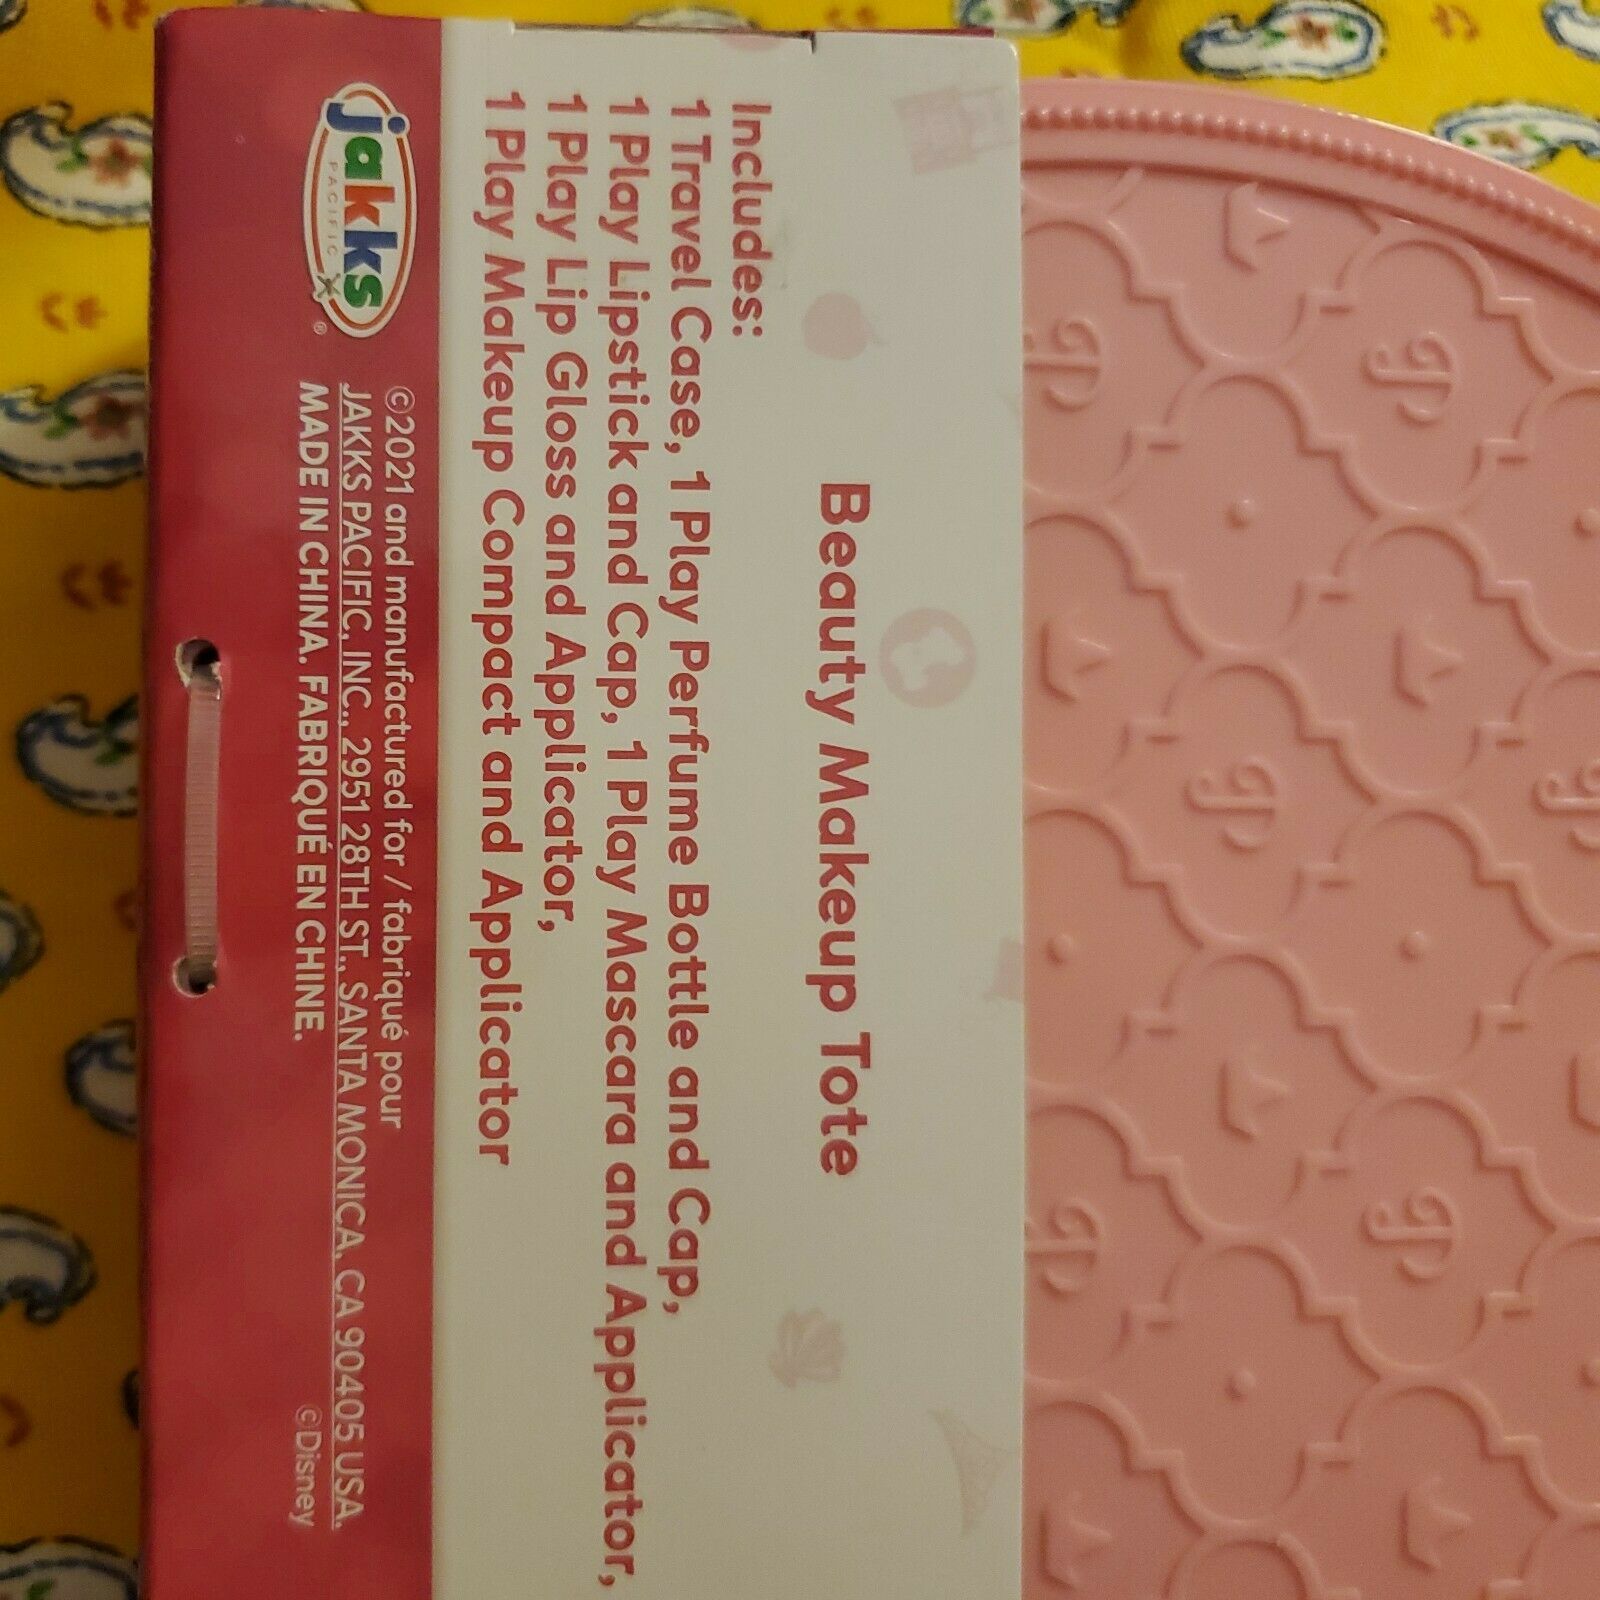 Beauty Makeup Tote
Includes:
1 Travel Case, 1 Play Perfume Bottle and Cap,
1 Play Lipstick and Cap, 1 Play Mascara and Applicator,
1 Play Lip Gloss and Applicator,
1 Play Makeup Compact and Applicator
jakks
PACIFIC
®
©2021 and manufactured for / fabriqué pour
JAKKS PACIFIC, INC., 2951 28TH ST., SANTA MONICA, CA 90405 USA.
MADE IN CHINA. FABRIQUÉ EN CHINE.
©Disney